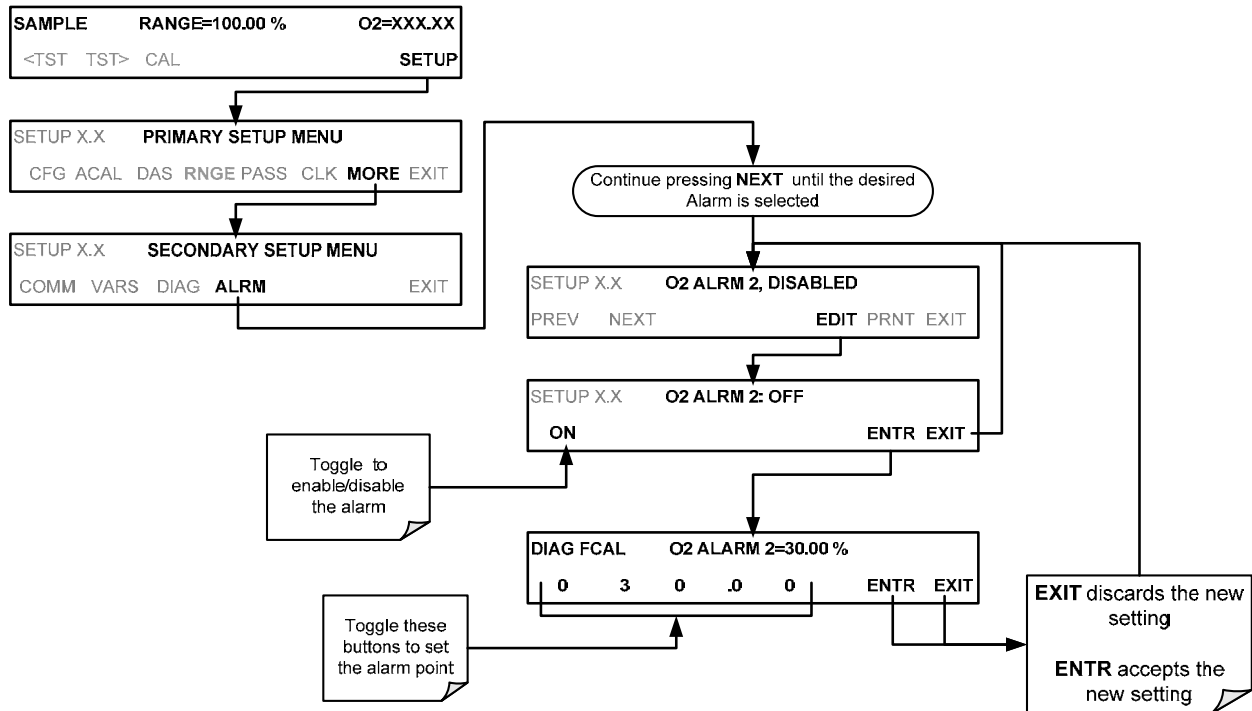 SAMPLE RANGE=100.00 % O2=XXX.XX
<TST TST> CAL SETUP
SETUP X.X PRIMARY SETUP MENU
CFG ACAL DAS RNGE PASS CLK MORE EXIT
SETUP X.X SECONDARY SETUP MENU
COMM VARS DIAG ALRM EXIT
Continue pressing NEXT until the desired
Alarm is selected
SETUP X.X O2 ALRM 2, DISABLED
PREV NEXT EDIT PRNT EXIT
SETUP X.X O2 ALRM 2: OFF
ON ENTR EXIT
Toggle to
enable/disable
the alarm
DIAG FCAL O2 ALARM 2=30.00 %
0 3 0 .0 0 ENTR EXIT
Toggle these
buttons to set
the alarm point
EXIT discards the new
setting
ENTR accepts the
new setting